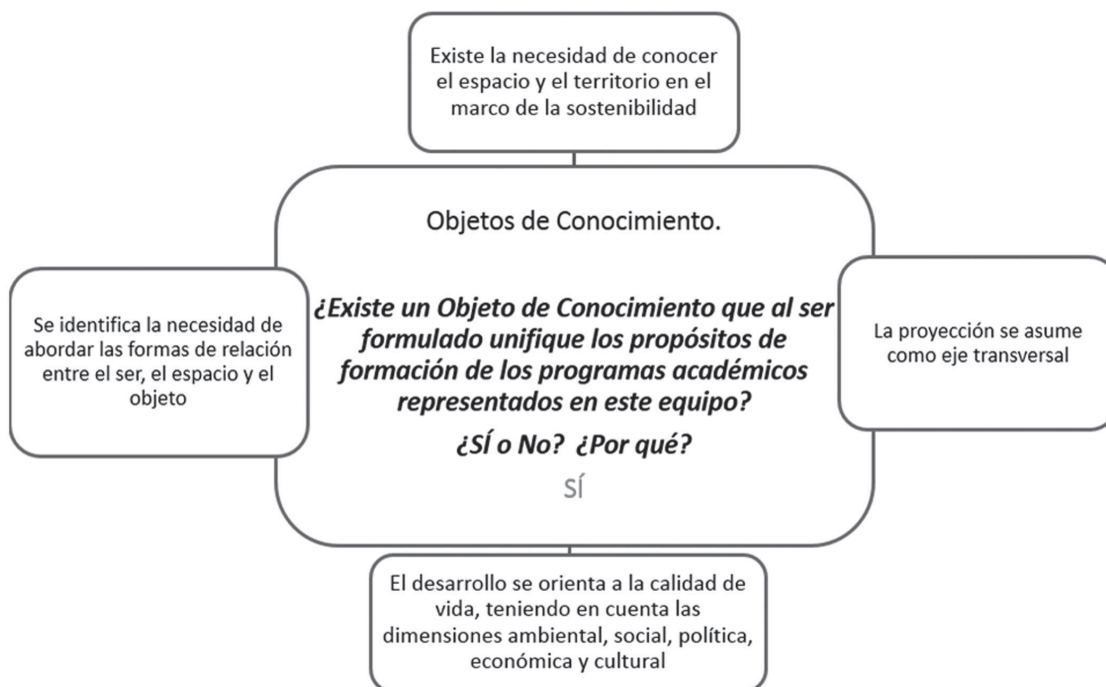 Existe la necesidad de conocer
el espacio y el territorio en el
marco de la sostenibilidad
Objetos de Conocimiento.
¿Existe un Objeto de Conocimiento que al ser
formulado unifique los propósitos de
formación de los programas académicos
representados en este equipo?
¿SÍ o No? ¿Por qué?
SÍ
Se identifica la necesidad de
abordar las formas de relación
entre el ser, el espacio y el
objeto
La proyección se asume
como eje transversal
El desarrollo se orienta a la calidad de
vida, teniendo en cuenta las
dimensiones ambiental, social, política,
económica y cultural